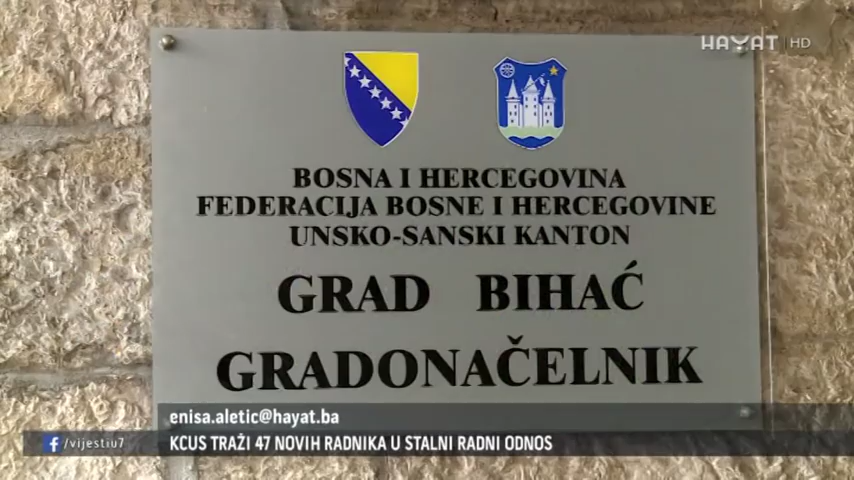 HAYAT | HD
BOSNA I HERCEGOVINA
FEDERACIJA BOSNE I HERCEGOVINE
UNSKO-SANSKI KANTON
GRAD BIHAĆ
GRADONAČELNIK
enisa.aletic@hayat.ba
/vijestiu7
KCUS TRAŽI 47 NOVIH RADNIKA U STALNI RADNI ODNOS